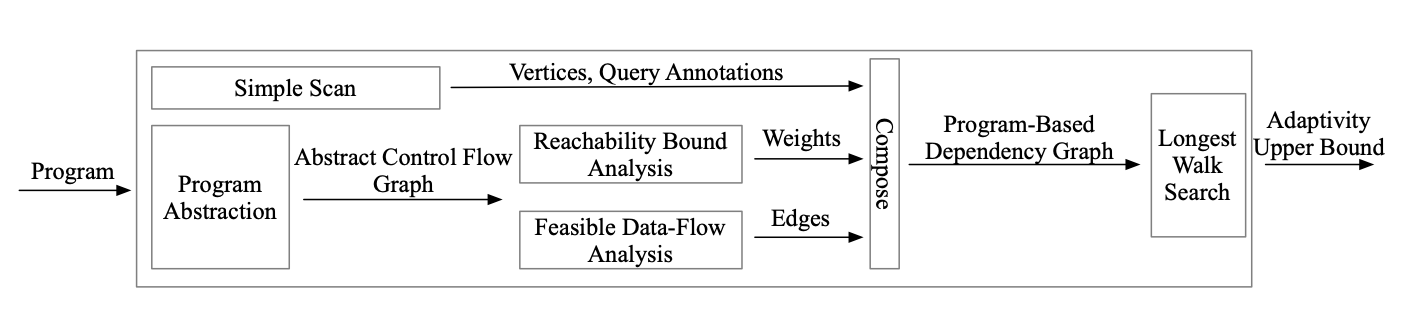 Program
Simple Scan
Vertices, Query Annotations
Program
Abstraction
Abstract Control Flow
Graph
Reachability Bound
Analysis
Weights
Feasible Data-Flow
Analysis
Edges
Compose
Program-Based
Dependency Graph
Longest
Walk
Search
Adaptivity
Upper Bound